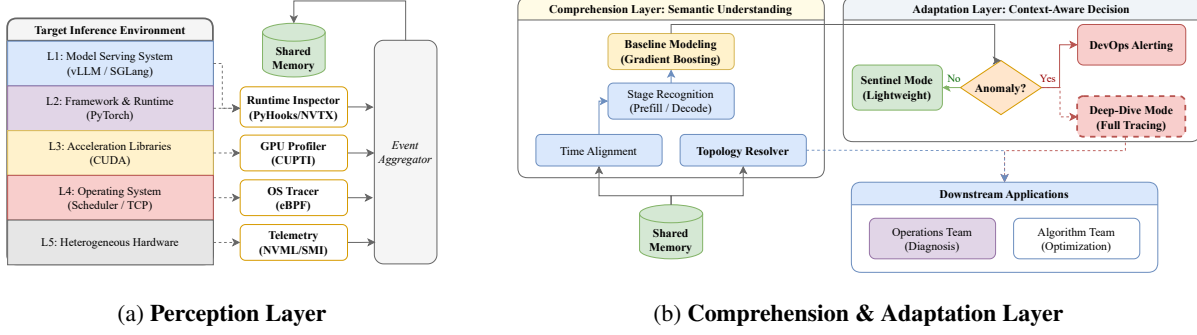 Target Inference Environment
L1: Model Serving System
(vLLM / SGLang)
L2: Framework & Runtime
(PyTorch)
L3: Acceleration Libraries
(CUDA)
L4: Operating System
(Scheduler / TCP)
L5: Heterogeneous Hardware
Shared
Memory
Runtime Inspector
(PyHooks/NVTX)
GPU Profiler
(CUPTI)
OS Tracer
(eBPF)
Telemetry
(NVML/SMI)
Event
Aggregator
(a) Perception Layer
Comprehension Layer: Semantic Understanding
Baseline Modeling
(Gradient Boosting)
Stage Recognition
(Prefill / Decode)
Time Alignment
Topology Resolver
Shared
Memory
Adaptation Layer: Context-Aware Decision
Sentinel Mode
(Lightweight)
No
Anomaly?
Yes
DevOps Alerting
Deep-Dive Mode
(Full Tracing)
Downstream Applications
Operations Team
(Diagnosis)
Algorithm Team
(Optimization)
(b) Comprehension & Adaptation Layer